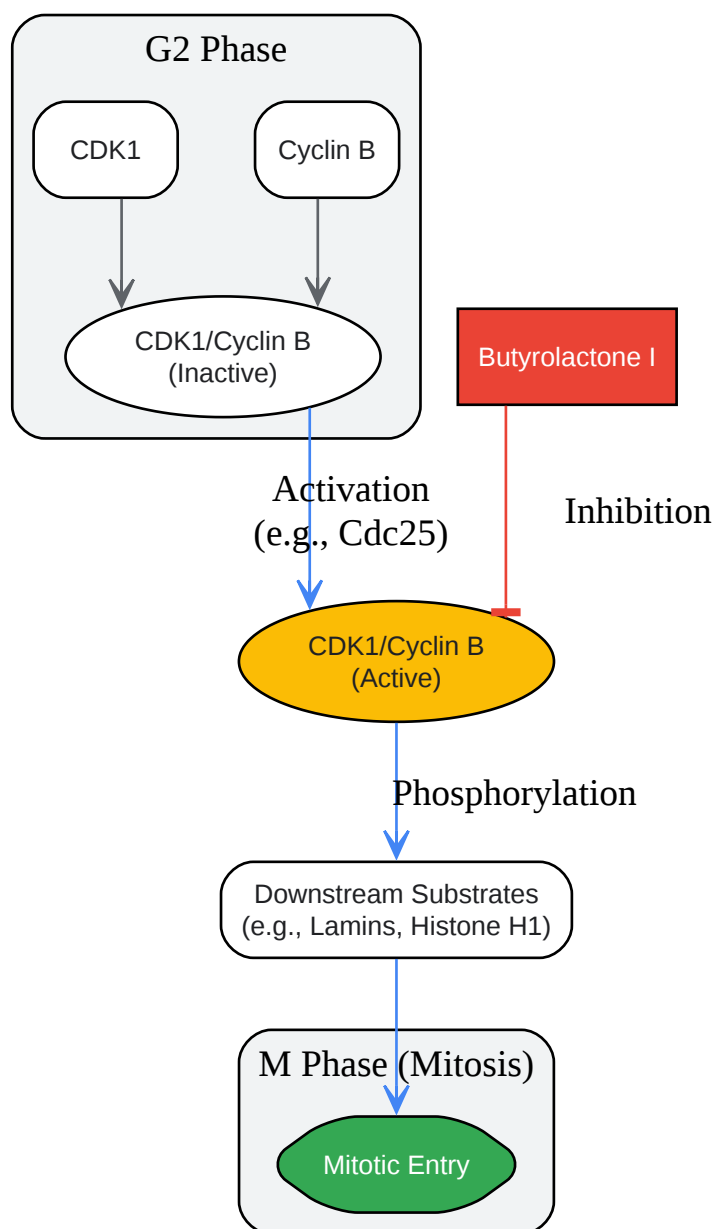 G2 Phase
CDK1
Cyclin B
CDK1/Cyclin B
(Inactive)
Butyrolactone I
Activation
(e.g., Cdc25)
Inhibition
CDK1/Cyclin B
(Active)
Phosphorylation
Downstream Substrates
(e.g., Lamins, Histone H1)
M Phase (Mitosis)
Mitotic Entry